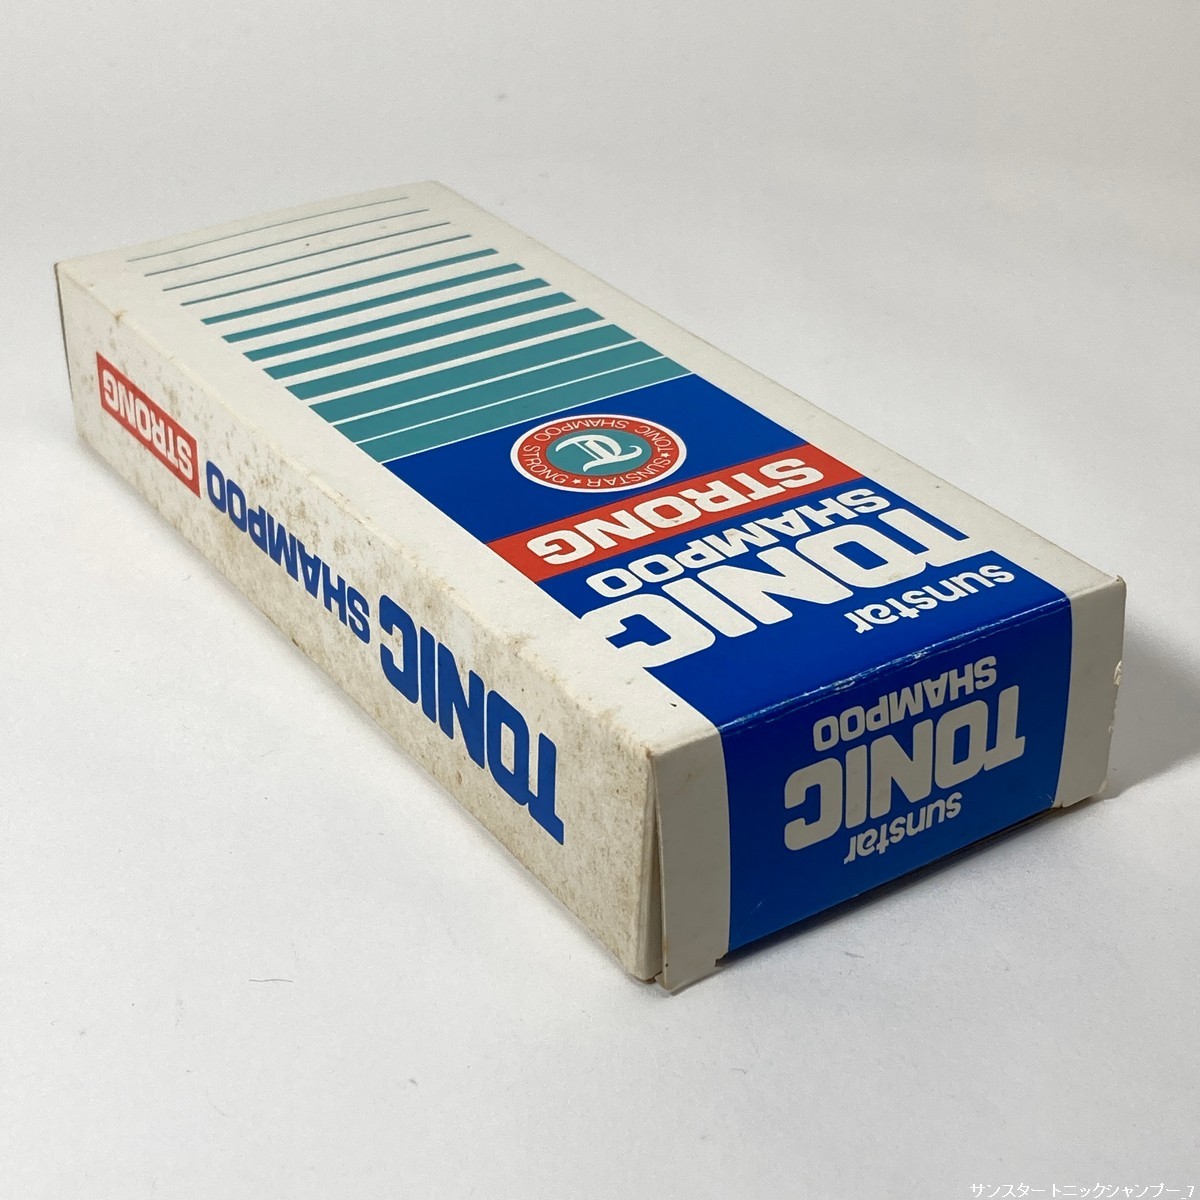 sunstar
TONIC
SHAMPOO
STRONG
★SUNSTAR★TONIC SHAMPOO STRONG
sunstar
TONIC
SHAMPOO
TONIC SHAMPOO STRONG
サンスタートニックシャンプー-7